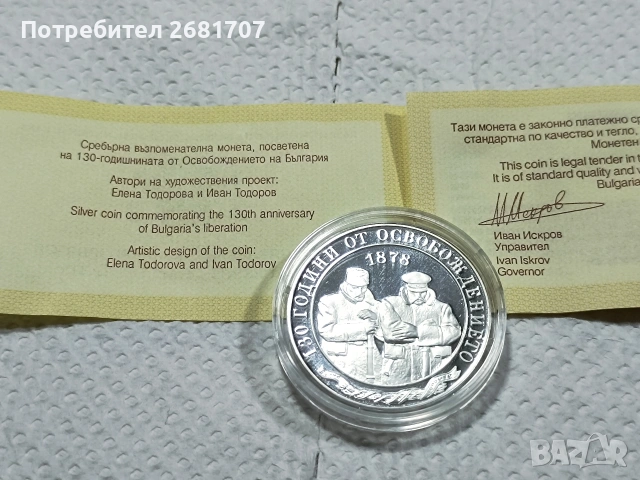 Потребител 2681707
Сребърна възпоменателна монета, посветена
на 130-годишнината от Освобождението на България
Автори на художествения проект:
Елена Тодорова и Иван Тодоров
Silver coin commemorating the 130th anniversary
of Bulgaria's liberation
Artistic design of the coin:
Elena Todorova and Ivan Todorov
Тази монета е законно платежно ср
стандартна по качество и тегло.
Монетен
This coin is legal tender in t
It is of standard quality and v
Bulgaria
Иван Искров
Управител
Ivan Iskrov
Governor
130 ГОДИНИ ОТ ОСВОБОЖДЕНИЕТО
1878
BAZAR